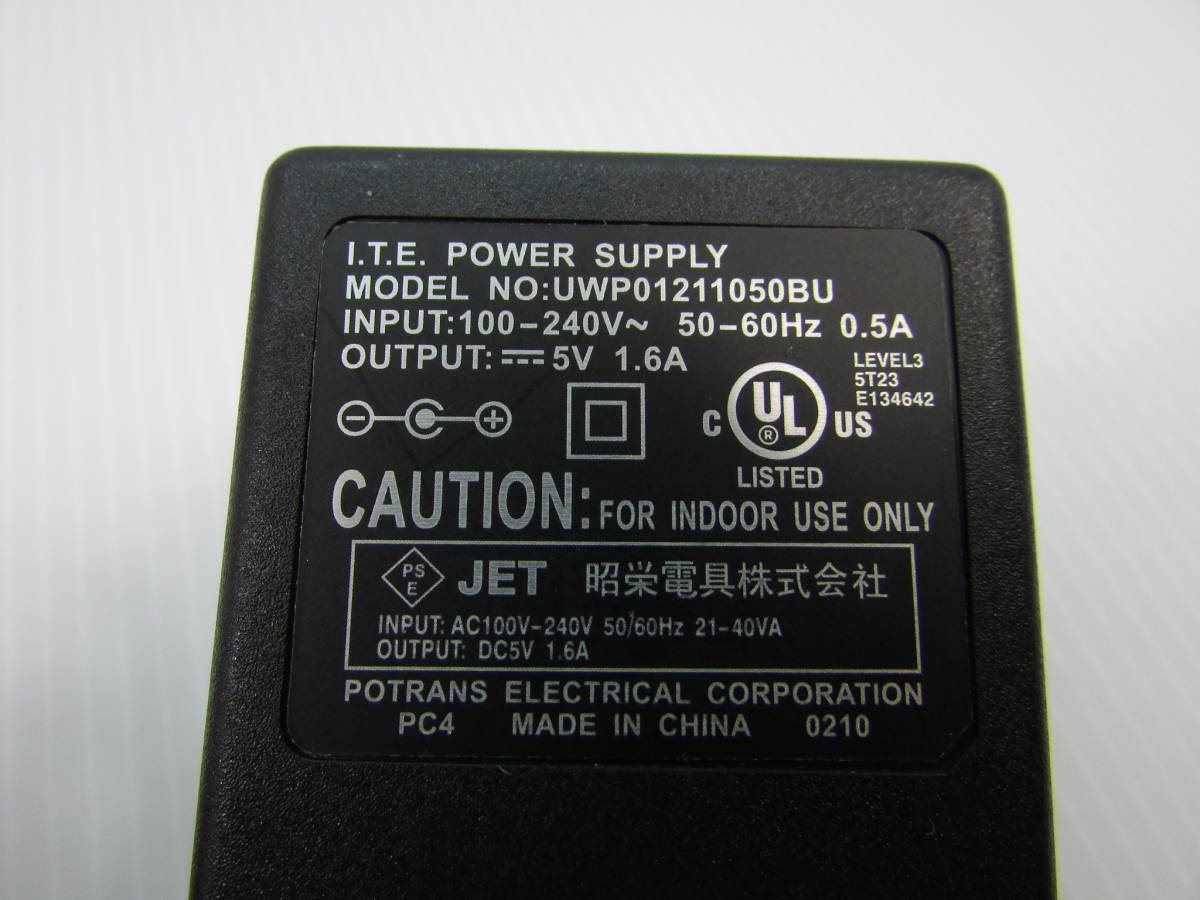 I.T.E. POWER SUPPLY
MODEL NO:UWP01211050BU
INPUT:100-240V~ 50-60Hz 0.5A
OUTPUT: ⎓ 5V 1.6A
LEVEL3
5T23
E134642
C UL ® US
LISTED
CAUTION: FOR INDOOR USE ONLY
PS
E
JET 昭栄電具株式会社
INPUT: AC100V-240V 50/60Hz 21-40VA
OUTPUT: DC5V 1.6A
POTRANS ELECTRICAL CORPORATION
PC4 MADE IN CHINA 0210